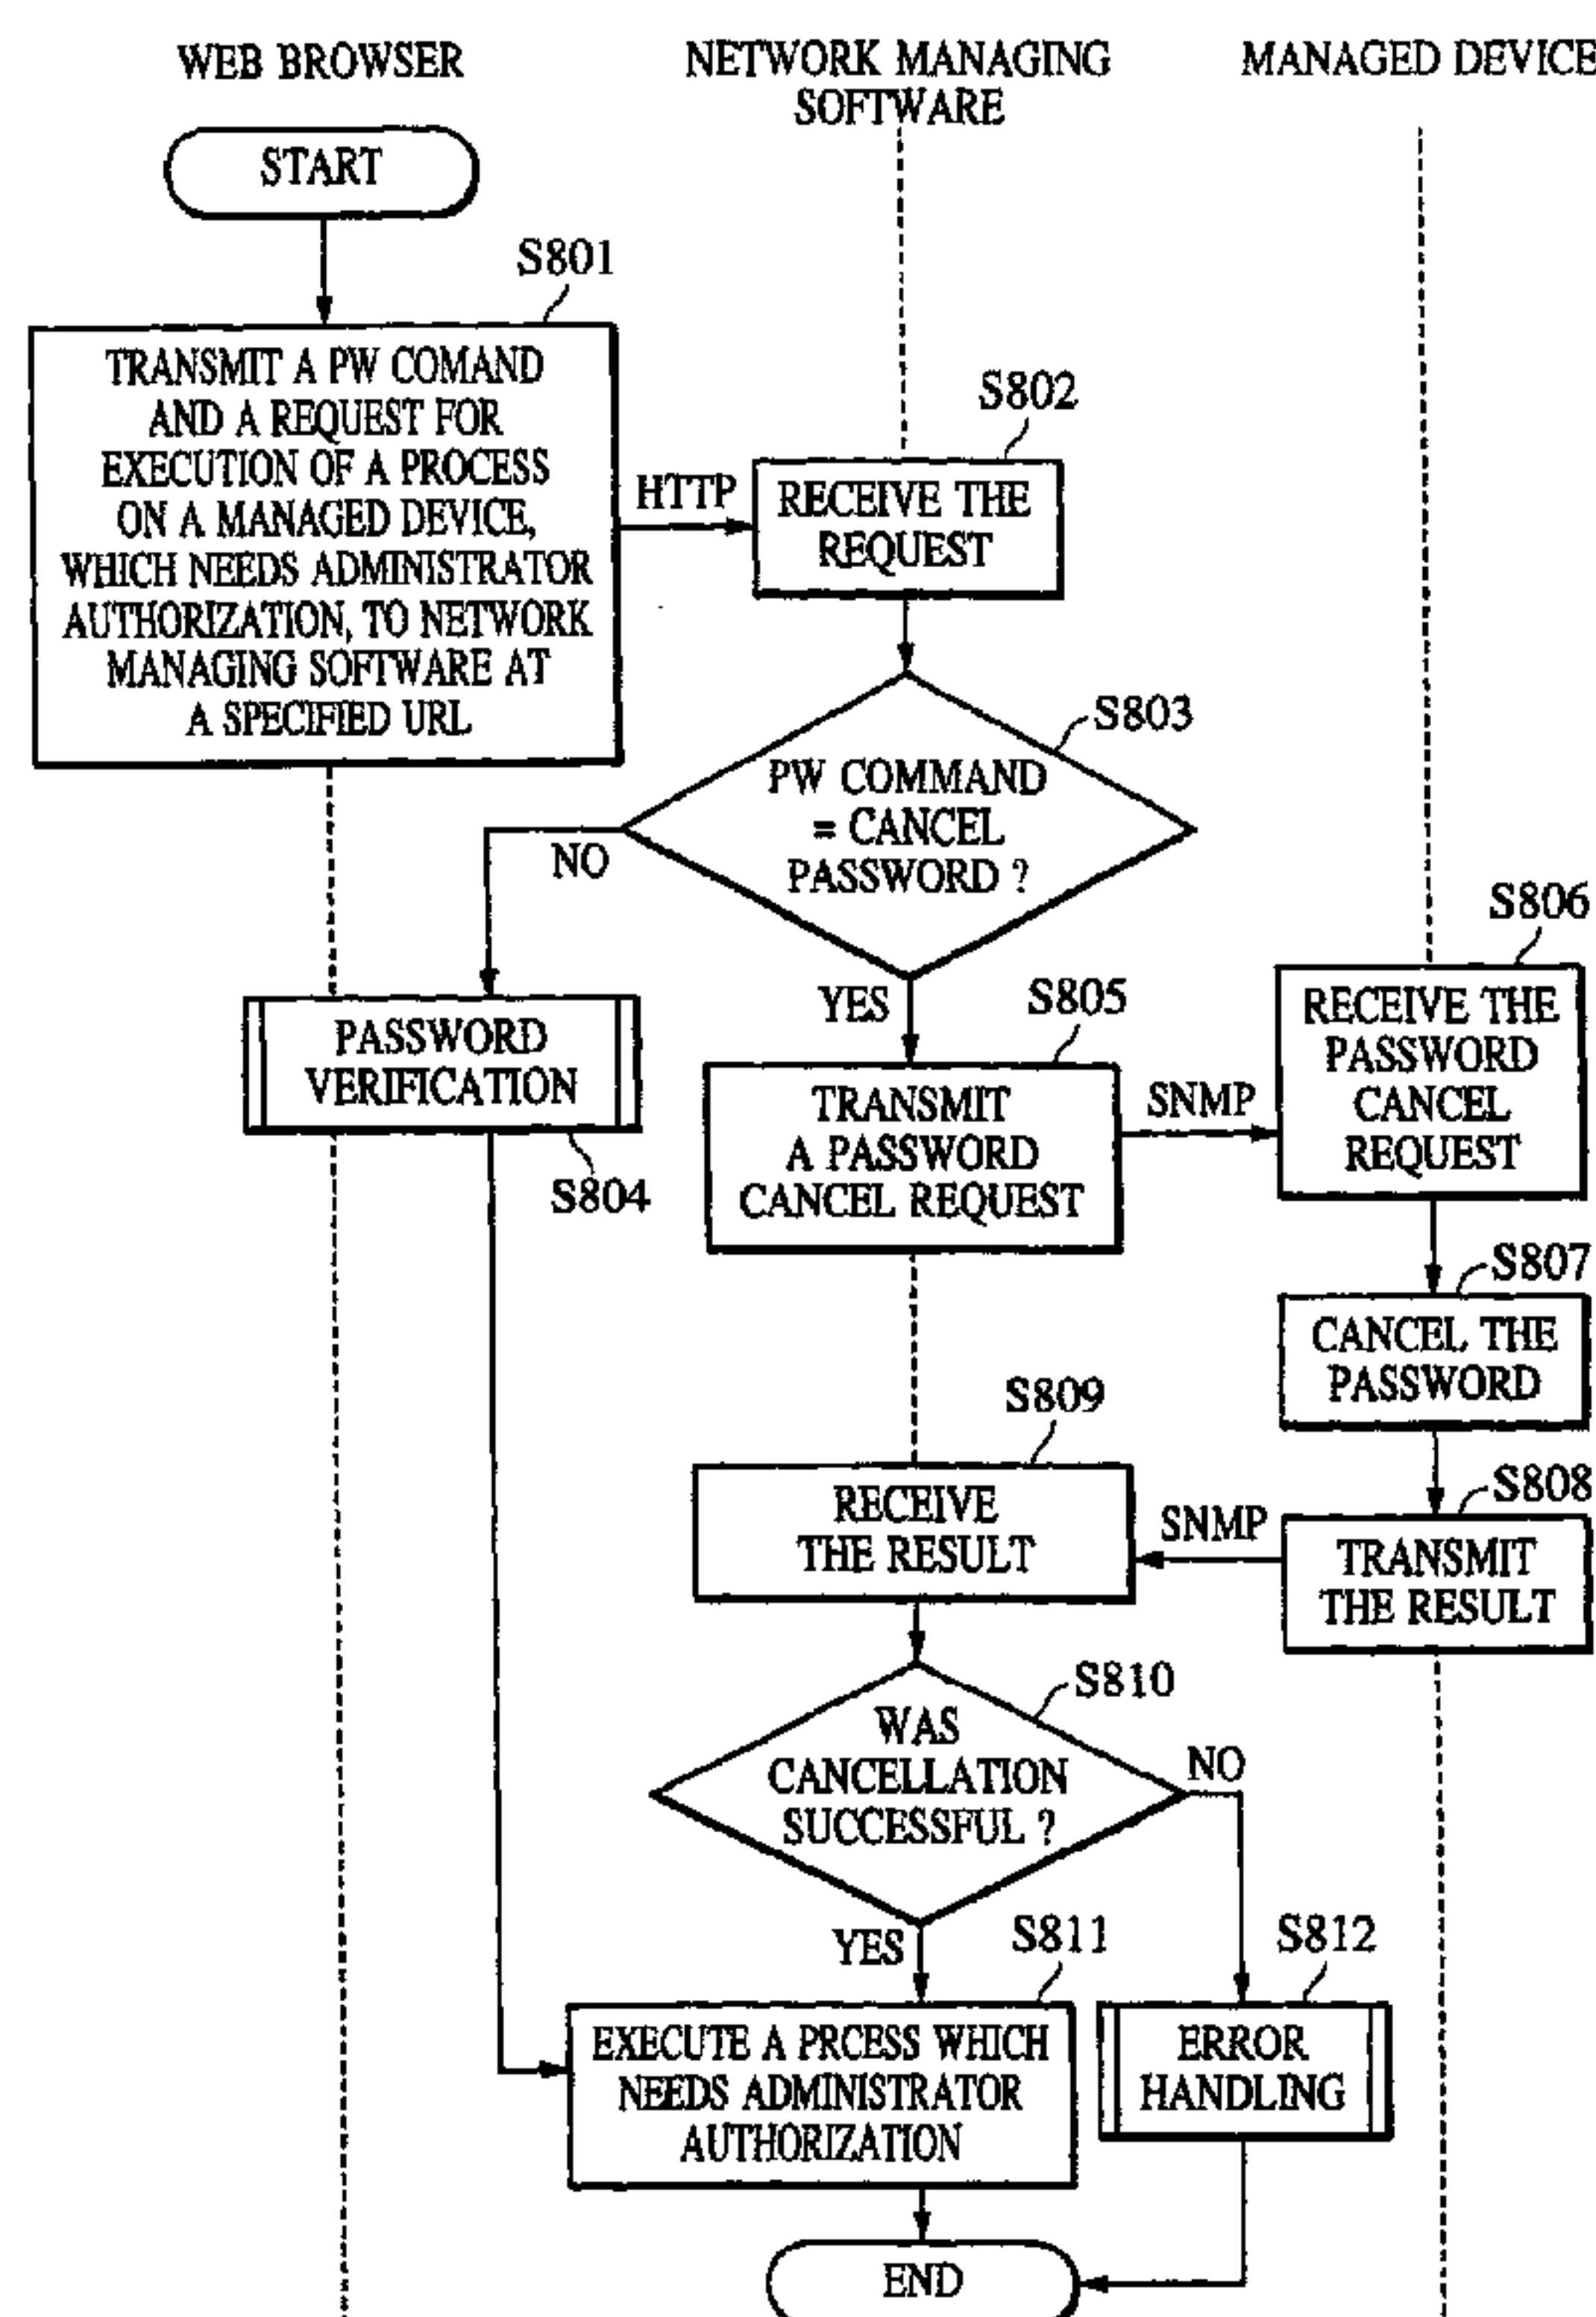 WEB BROWSER
NETWORK MANAGING
SOFTWARE
MANAGED DEVICE
START
S801
TRANSMIT A PW COMAND
AND A REQUEST FOR
EXECUTION OF A PROCESS
ON A MANAGED DEVICE,
WHICH NEEDS ADMINISTRATOR
AUTHORIZATION, TO NETWORK
MANAGING SOFTWARE AT
A SPECIFIED URL
HTTP
S802
RECEIVE THE
REQUEST
S803
PW COMMAND
= CANCEL
PASSWORD ?
NO
YES
PASSWORD
VERIFICATION
S804
S805
TRANSMIT
A PASSWORD
CANCEL REQUEST
SNMP
S806
RECEIVE THE
PASSWORD
CANCEL
REQUEST
S807
CANCEL THE
PASSWORD
S808
TRANSMIT
THE RESULT
SNMP
S809
RECEIVE
THE RESULT
S810
WAS
CANCELLATION
SUCCESSFUL ?
NO
YES
S811
EXECUTE A PRCESS WHICH
NEEDS ADMINISTRATOR
AUTHORIZATION
S812
ERROR
HANDLING
END